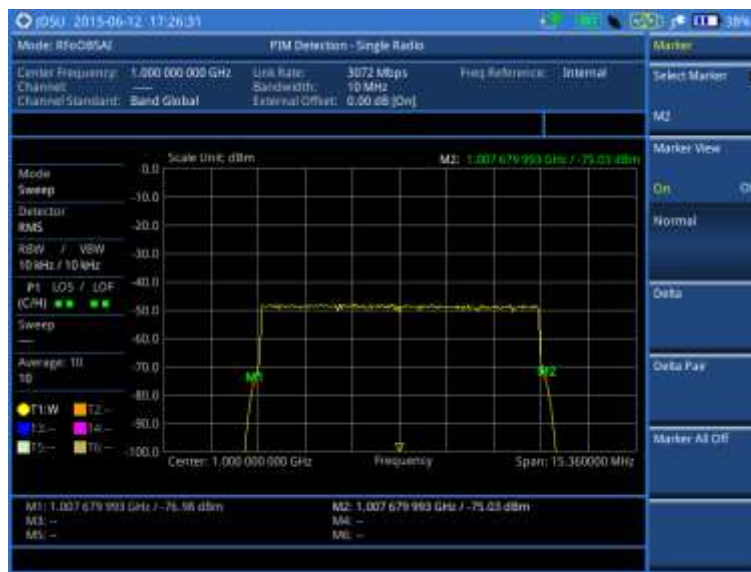 JDSU 2015-06-12 17:26:31
38%
Mode: RFoOBSAI
PIM Detection - Single Radio
Marker
Center Frequency: 1.000 000 000 GHz
Link Rate: 3072 Mbps
Freq Reference: Internal
Channel: ----
Bandwidth: 10 MHz
Channel Standard: Band Global
External Offset: 0.00 dB [On]
Select Marker
M2
Marker View
On
Normal
Delta
Delta Pair
Marker All Off
Scale Unit: dBm
M2: 1.007 679 993 GHz / -75.03 dBm
Mode
Sweep
Detector
RMS
RBW / VBW
10 kHz / 10 kHz
P1 LOS / LOF
(C/H)
Sweep
---
Average: 10
10
T1:W T2:--
T3:-- T4:--
T5:-- T6:--
0.0
-10.0
-20.0
-30.0
-40.0
-50.0
-60.0
-70.0
-80.0
-90.0
-100.0
M1
M2
Center: 1.000 000 000 GHz
Frequency
Span: 15.360000 MHz
M1: 1.007 679 993 GHz / -76.98 dBm
M2: 1.007 679 993 GHz / -75.03 dBm
M3: --
M4: --
M5: --
M6: --